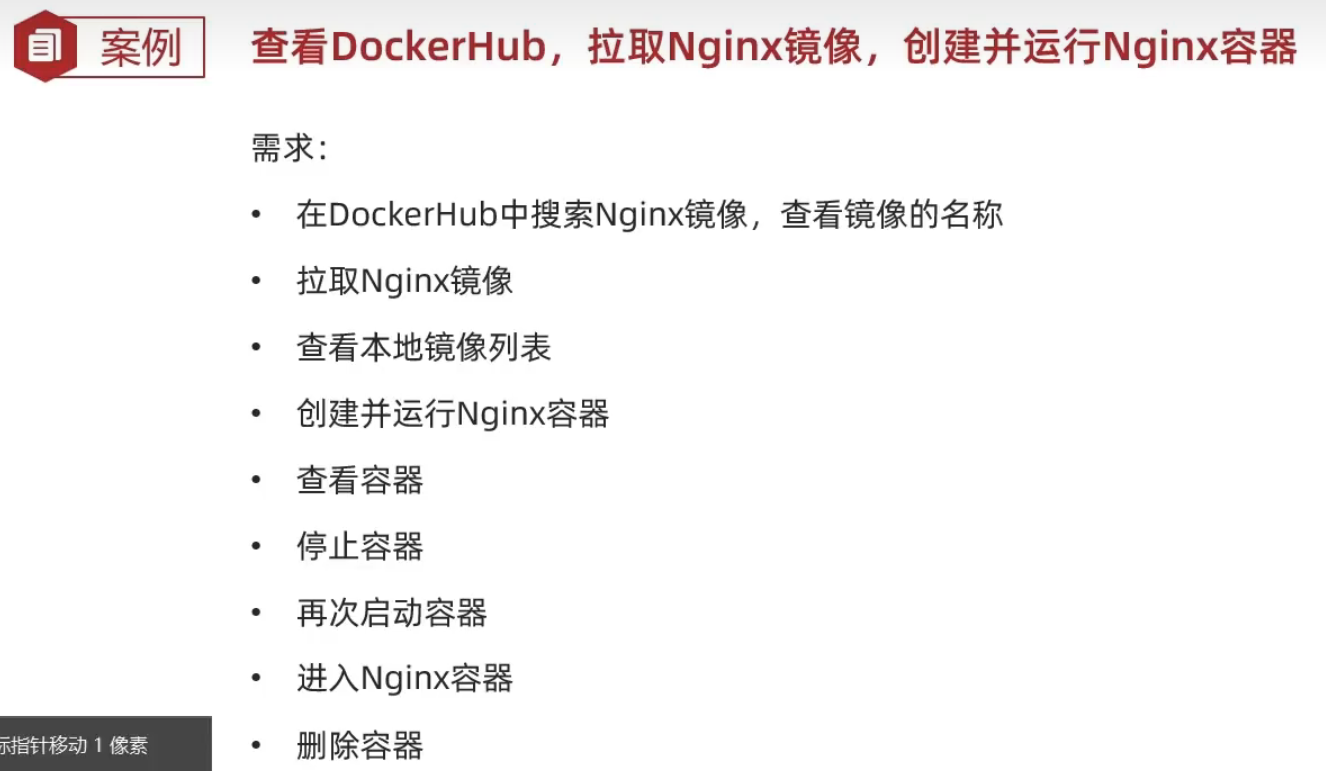 案例
查看DockerHub，拉取Nginx镜像，创建并运行Nginx容器
需求：
• 在DockerHub中搜索Nginx镜像，查看镜像的名称
• 拉取Nginx镜像
• 查看本地镜像列表
• 创建并运行Nginx容器
• 查看容器
• 停止容器
• 再次启动容器
• 进入Nginx容器
• 删除容器
标指针移动 1 像素